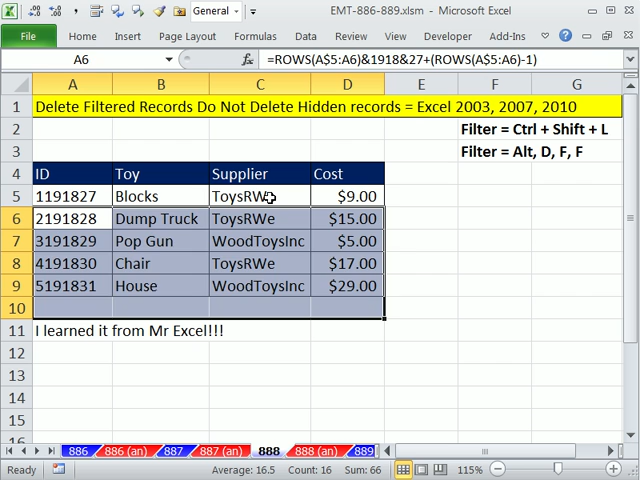 General
EMT-886-889.xlsm - Microsoft Excel
File Home Insert Page Layout Formulas Data Review View Developer Add-Ins
A6 fx =ROWS(A$5:A6)&1918&27+(ROWS(A$5:A6)-1)
A B C D E F G
1 Delete Filtered Records Do Not Delete Hidden records = Excel 2003, 2007, 2010
2 Filter = Ctrl + Shift + L
3 Filter = Alt, D, F, F
4 ID Toy Supplier Cost
5 1191827 Blocks ToysRWe $9.00
6 2191828 Dump Truck ToysRWe $15.00
7 3191829 Pop Gun WoodToysInc $5.00
8 4191830 Chair ToysRWe $17.00
9 5191831 House WoodToysInc $29.00
10
11 I learned it from Mr Excel!!!
12
13
14
15
16
886 886 (an) 887 887 (an) 888 888 (an) 889
Ready Average: 16.5 Count: 16 Sum: 66 115%